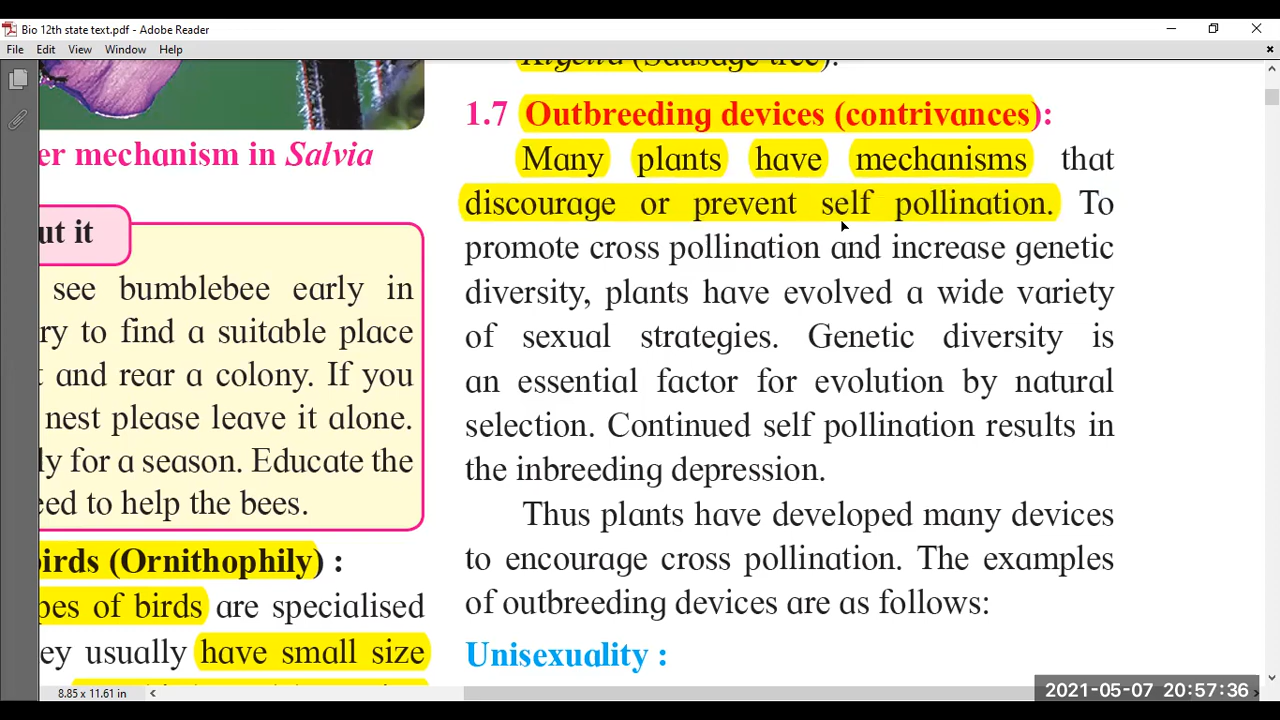 Bio 12th state text.pdf - Adobe Reader
File Edit View Window Help
er mechanism in Salvia
ut it
see bumblebee early in
ry to find a suitable place
t and rear a colony. If you
nest please leave it alone.
ly for a season. Educate the
eed to help the bees.
irds (Ornithophily) :
pes of birds are specialised
ey usually have small size
(Sausage tree).
1.7 Outbreeding devices (contrivances):
Many plants have mechanisms that
discourage or prevent self pollination. To
promote cross pollination and increase genetic
diversity, plants have evolved a wide variety
of sexual strategies. Genetic diversity is
an essential factor for evolution by natural
selection. Continued self pollination results in
the inbreeding depression.
Thus plants have developed many devices
to encourage cross pollination. The examples
of outbreeding devices are as follows:
Unisexuality :
8.85 x 11.61 in
2021-05-07 20:57:36